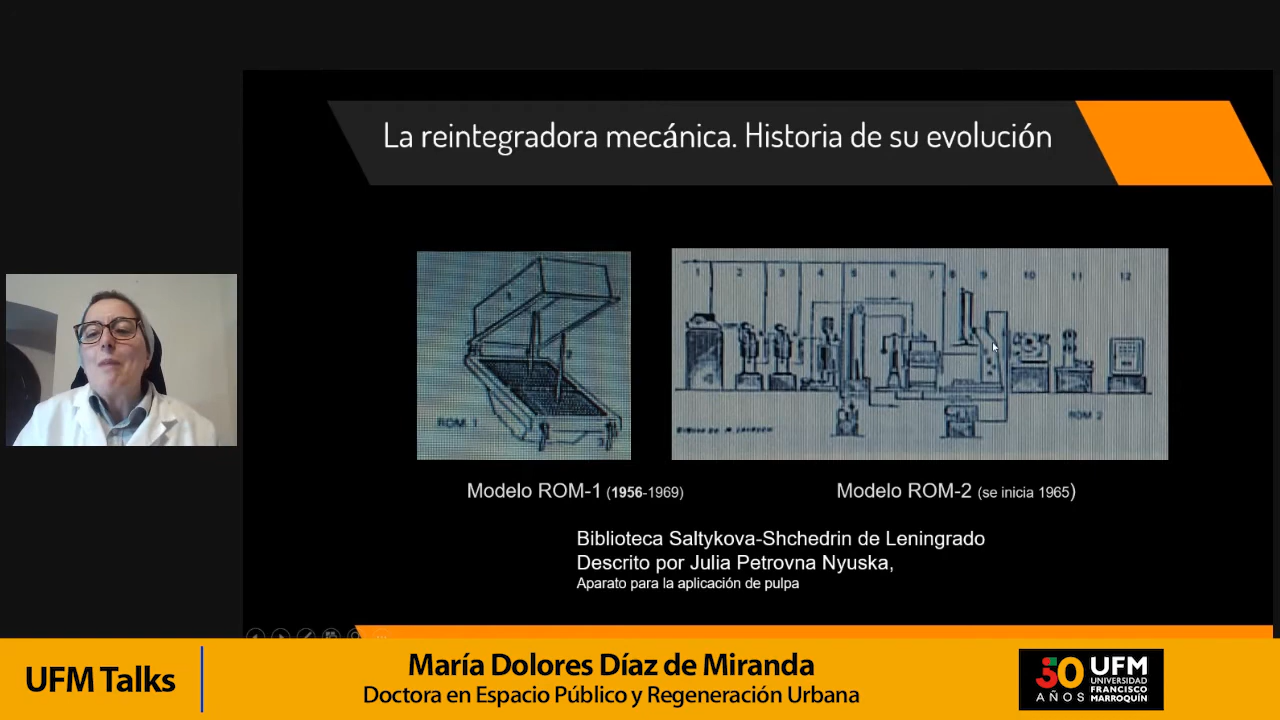 La reintegradora mecánica. Historia de su evolución
1 2 3 4 5 6 7 8 9 10 11 12
ROM 1
ROM 2
Modelo ROM-1 (1956-1969)
Modelo ROM-2 (se inicia 1965)
Biblioteca Saltykova-Shchedrin de Leningrado
Descrito por Julia Petrovna Nyuska,
Aparato para la aplicación de pulpa
UFM Talks
María Dolores Díaz de Miranda
Doctora en Espacio Público y Regeneración Urbana
50
AÑOS
UFM
UNIVERSIDAD
FRANCISCO
MARROQUÍN